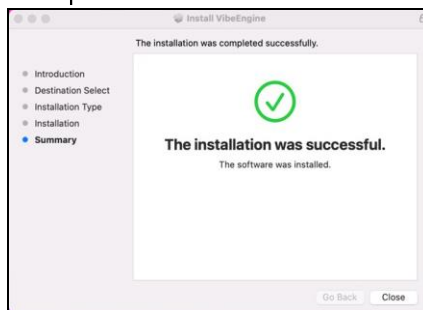 Install VibeEngine
The installation was completed successfully.
Introduction
Destination Select
Installation Type
Installation
Summary
The installation was successful.
The software was installed.
Go Back
Close